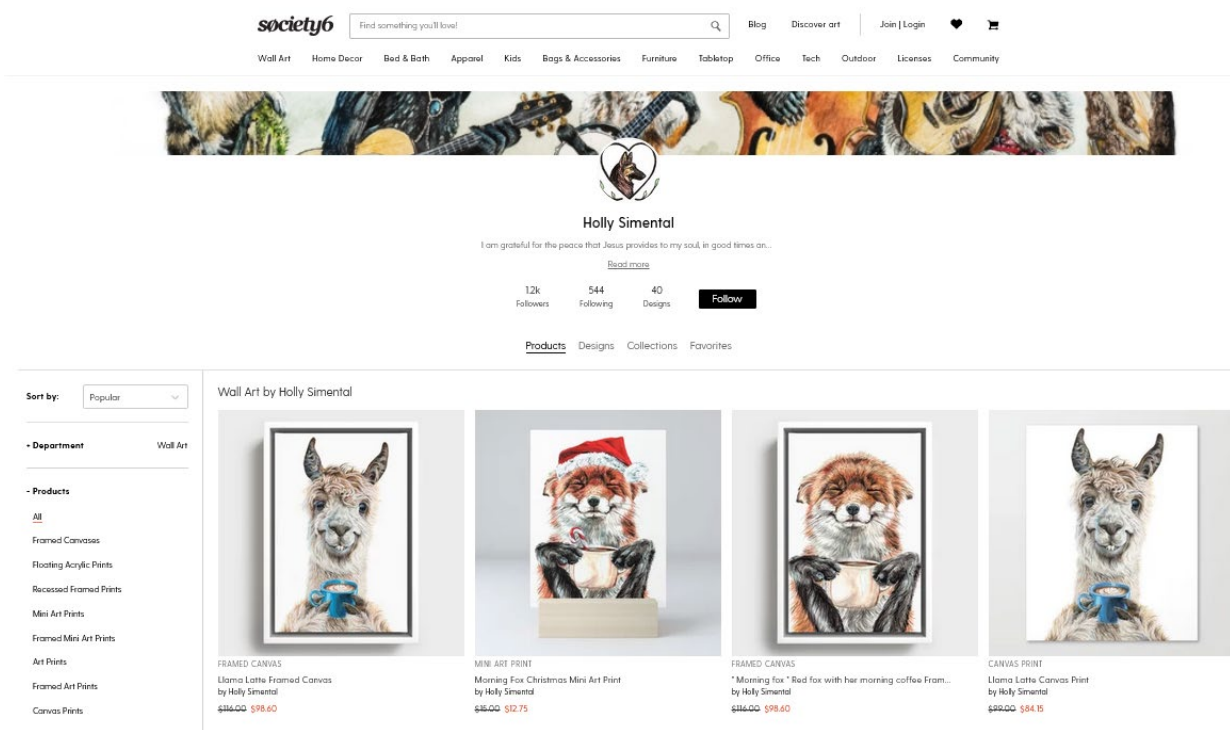 søciety6
Find something you'll love!
Blog
Discover art
Join | Login
Wall Art
Home Decor
Bed & Bath
Apparel
Kids
Bags & Accessories
Furniture
Tabletop
Office
Tech
Outdoor
Licenses
Community
Holly Simental
I am grateful for the peace that Jesus provides to my soul, in good times an...
Read more
1.2k
544
40
Followers
Following
Designs
Follow
Products
Designs
Collections
Favorites
Sort by:
Popular
+ Department
Wall Art
- Products
All
Framed Canvases
Floating Acrylic Prints
Recessed Framed Prints
Mini Art Prints
Framed Mini Art Prints
Art Prints
Framed Art Prints
Canvas Prints
Wall Art by Holly Simental
FRAMED CANVAS
Llama Latte Framed Canvas
by Holly Simental
$116.00 $98.60
MINI ART PRINT
Morning Fox Christmas Mini Art Print
by Holly Simental
$15.00 $12.75
FRAMED CANVAS
" Morning fox " Red fox with her morning coffee Fram...
by Holly Simental
$116.00 $98.60
CANVAS PRINT
Llama Latte Canvas Print
by Holly Simental
$99.00 $84.15